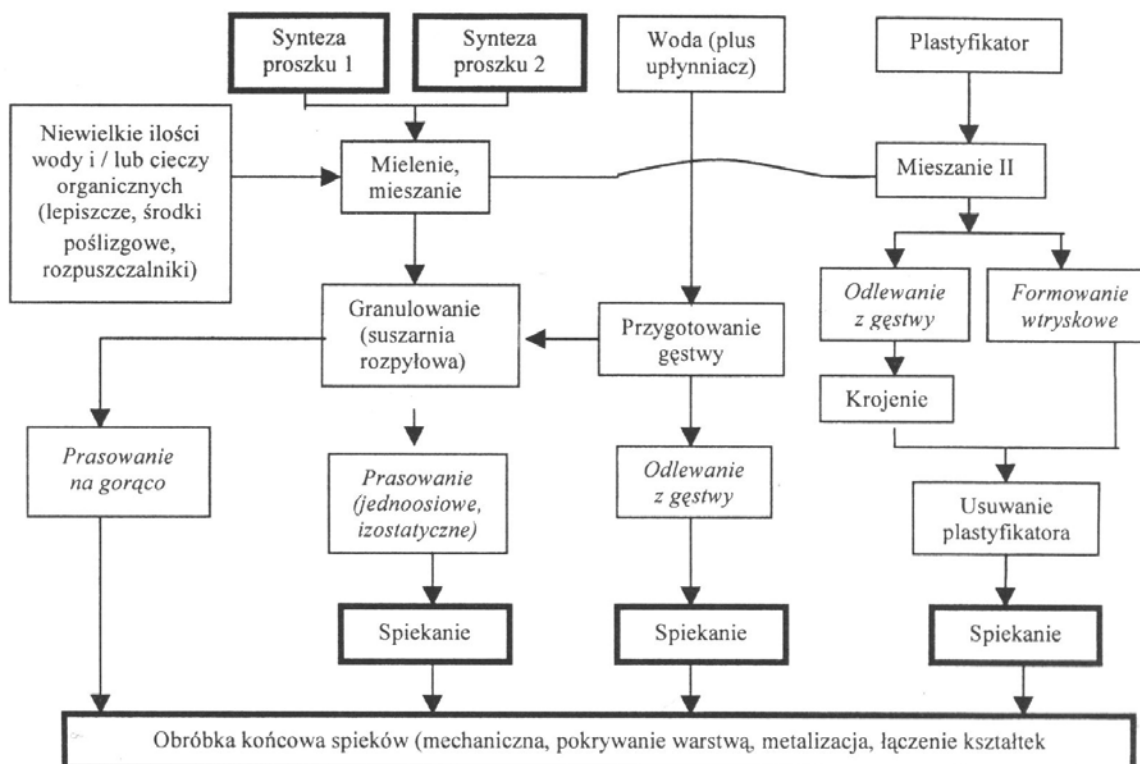 Synteza
proszku 1
Synteza
proszku 2
Woda (plus
upłynniacz)
Plastyfikator
Niewielkie ilości
wody i / lub cieczy
organicznych
(lepiszcze, środki
poślizgowe,
rozpuszczalniki)
Mielenie,
mieszanie
Mieszanie II
Granulowanie
(suszarnia
rozpyłowa)
Przygotowanie
gęstwy
Odlewanie
z gęstwy
Formowanie
wtryskowe
Krojenie
Prasowanie
na gorąco
Prasowanie
(jednoosiowe,
izostatyczne)
Odlewanie
z gęstwy
Usuwanie
plastyfikatora
Spiekanie
Spiekanie
Spiekanie
Obróbka końcowa spieków (mechaniczna, pokrywanie warstwą, metalizacja, łączenie kształtek